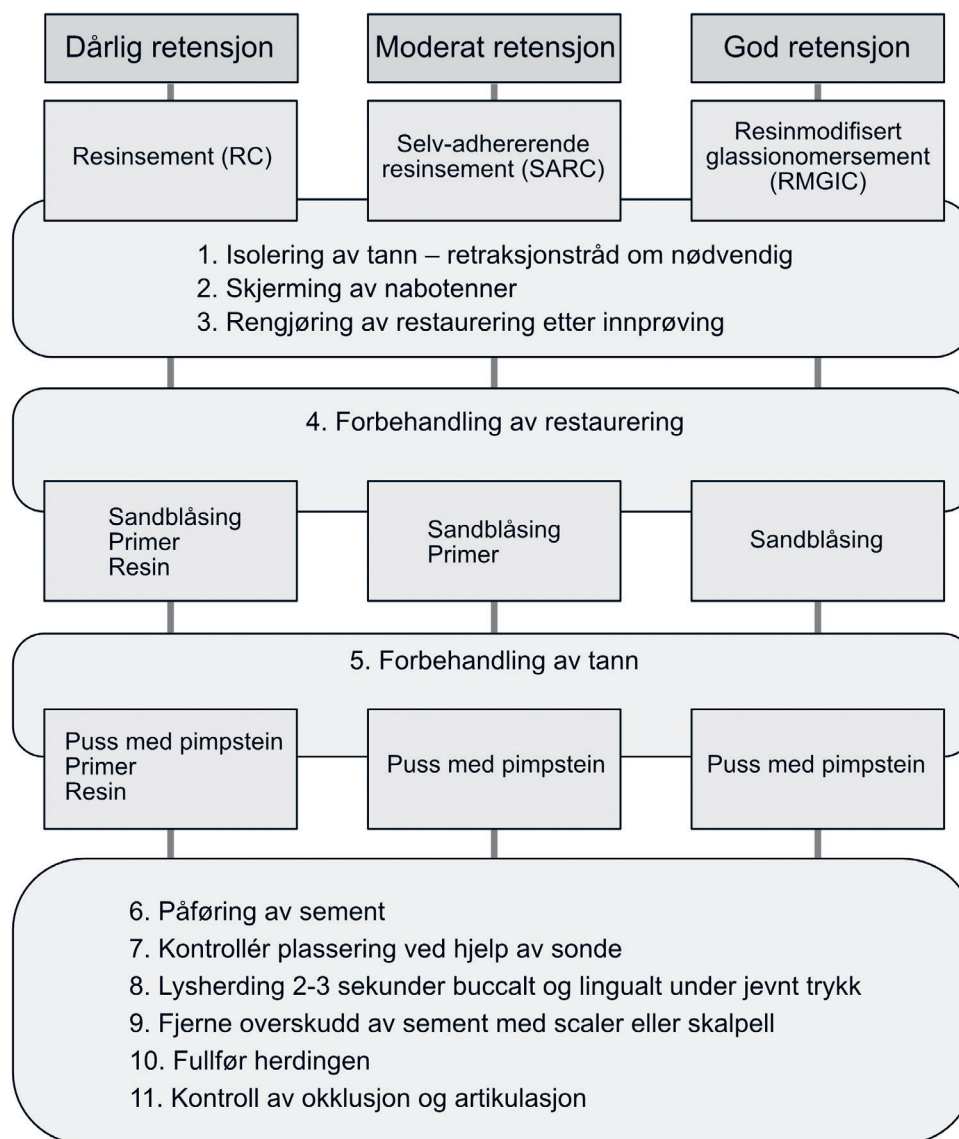 Dårlig retensjon
Moderat retensjon
God retensjon
Resinsement (RC)
Selv-adhererende
resinsement (SARC)
Resinmodifisert
glassionomersement
(RMGIC)
1. Isolering av tann – retraksjonstråd om nødvendig
2. Skjerming av nabotenner
3. Rengjøring av restaurering etter innprøving
4. Forbehandling av restaurering
Sandblåsing
Primer
Resin
Sandblåsing
Primer
Sandblåsing
5. Forbehandling av tann
Puss med pimpstein
Primer
Resin
Puss med pimpstein
Puss med pimpstein
6. Påføring av sement
7. Kontrollér plassering ved hjelp av sonde
8. Lysherding 2-3 sekunder buccalt og lingualt under jevnt trykk
9. Fjerne overskudd av sement med scaler eller skalpell
10. Fullfør herdingen
11. Kontroll av okklusjon og artikulasjon